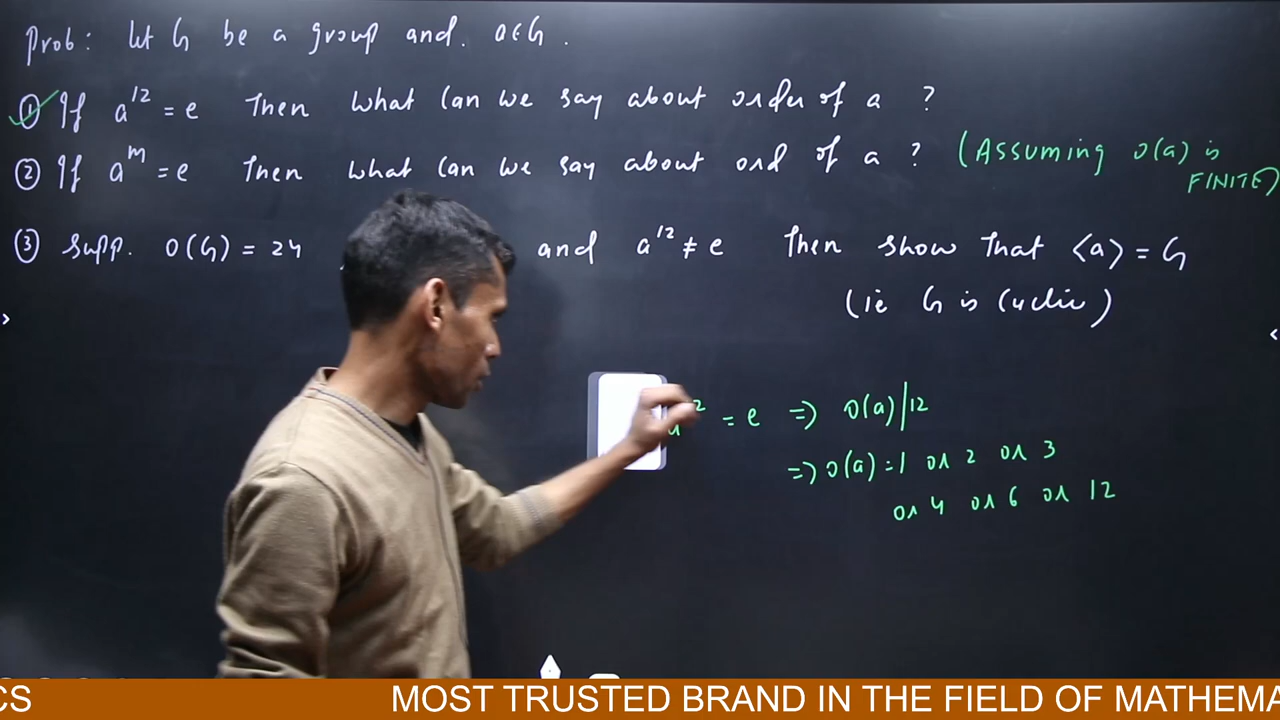 Prob: Let G be a group and. a∈G.
① If a¹² = e Then What Can we say about order of a ?
② If aᵐ = e Then What Can we say about ord of a ? (Assuming O(a) is FINITE)
③ Supp. O(G) = 24 and a¹² ≠ e Then show that ⟨a⟩ = G
(ie G is Cyclic)
= e ⇒ O(a)|12
⇒ O(a) = 1 or 2 or 3
or 4 or 6 or 12
CS MOST TRUSTED BRAND IN THE FIELD OF MATHEMA